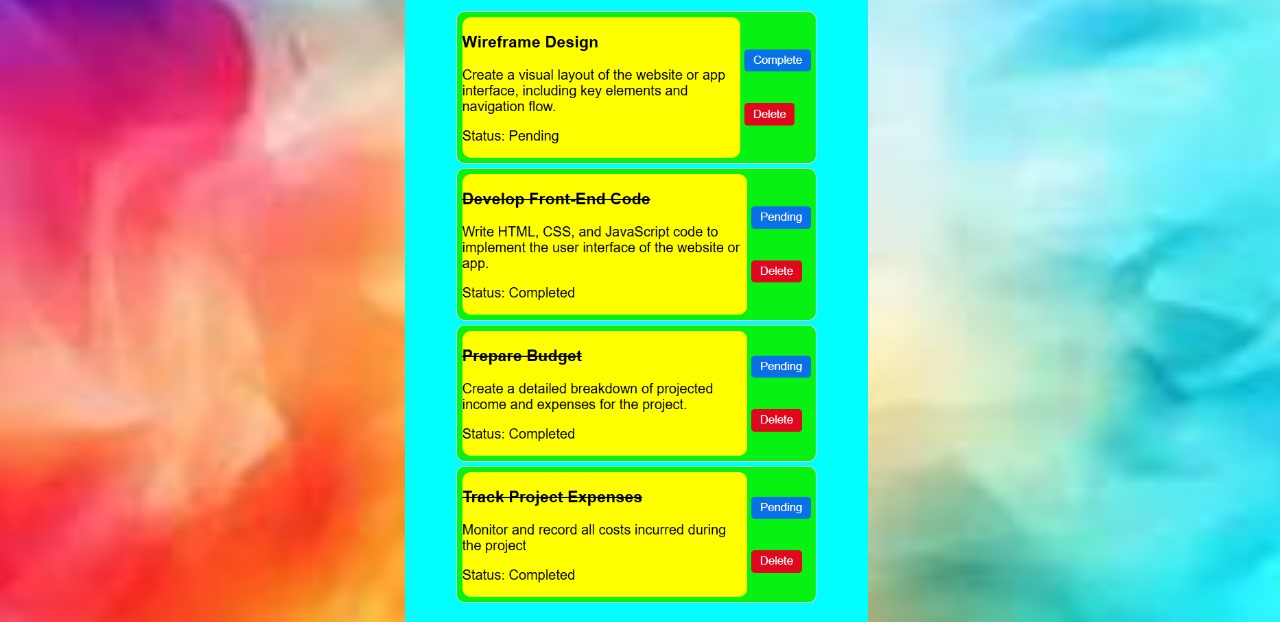 Wireframe Design
Create a visual layout of the website or app
interface, including key elements and
navigation flow.
Status: Pending
Complete
Delete
Develop Front-End Code
Write HTML, CSS, and JavaScript code to
implement the user interface of the website or
app.
Status: Completed
Pending
Delete
Prepare Budget
Create a detailed breakdown of projected
income and expenses for the project.
Status: Completed
Pending
Delete
Track Project Expenses
Monitor and record all costs incurred during
the project
Status: Completed
Pending
Delete